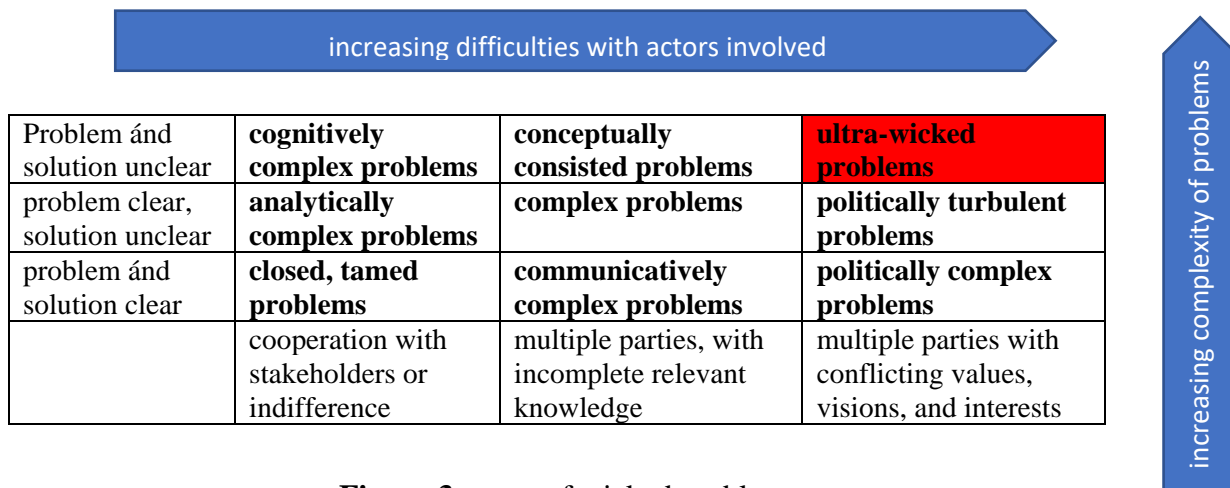 increasing difficulties with actors involved
increasing complexity of problems
Problem ánd
solution unclear
cognitively
complex problems
conceptually
consisted problems
ultra-wicked
problems
problem clear,
solution unclear
analytically
complex problems
complex problems
politically turbulent
problems
problem ánd
solution clear
closed, tamed
problems
communicatively
complex problems
politically complex
problems
cooperation with
stakeholders or
indifference
multiple parties, with
incomplete relevant
knowledge
multiple parties with
conflicting values,
visions, and interests